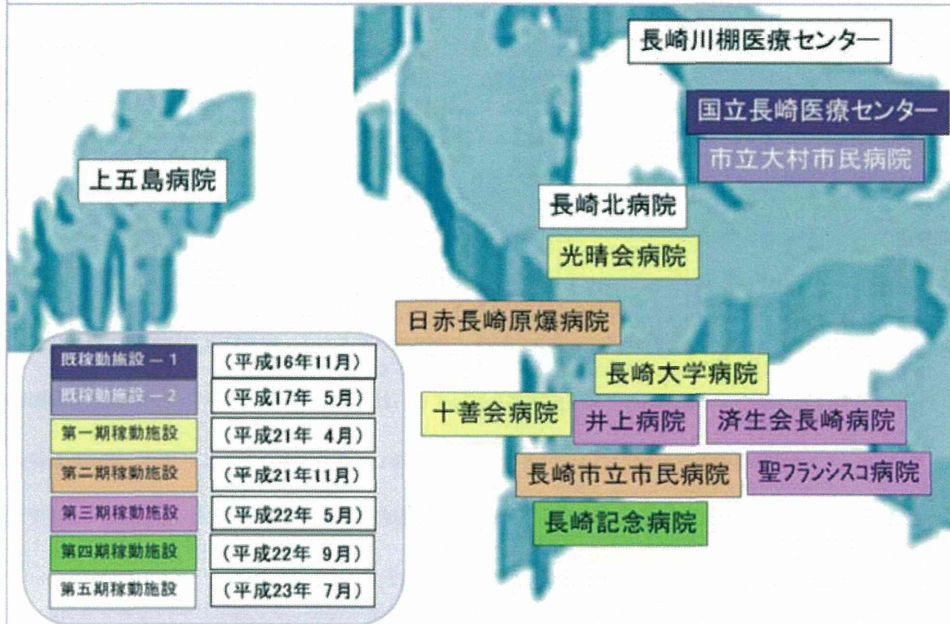 長崎川棚医療センター
国立長崎医療センター
市立大村市民病院
上五島病院
長崎北病院
光晴会病院
日赤長崎原爆病院
長崎大学病院
十善会病院
井上病院
済生会長崎病院
長崎市立市民病院
聖フランシスコ病院
長崎記念病院
既稼動施設－1 (平成16年11月)
既稼動施設－2 (平成17年 5月)
第一期稼動施設 (平成21年 4月)
第二期稼動施設 (平成21年11月)
第三期稼動施設 (平成22年 5月)
第四期稼動施設 (平成22年 9月)
第五期稼動施設 (平成23年 7月)